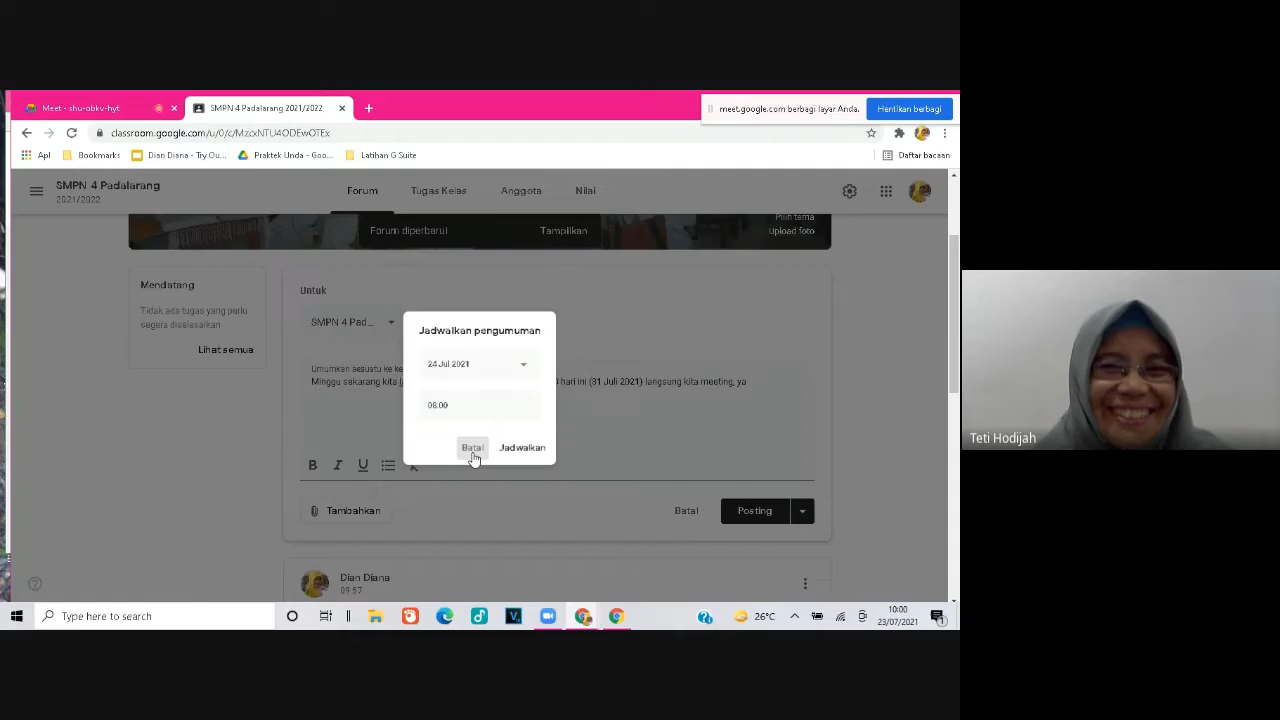 Meet - shu-obkv-hyt
SMPN 4 Padalarang 2021/2022
meet.google.com berbagi layar Anda.
Hentikan berbagi
classroom.google.com/u/0/c/MzcxNTU4ODEwOTEx
Apl
Bookmarks
Dian Diana - Try Ou...
Praktek Unda - Goo...
Latihan G Suite
Daftar bacaan
SMPN 4 Padalarang
2021/2022
Forum
Tugas Kelas
Anggota
Nilai
Forum diperbarui
Tampilkan
Pilih tema
Upload foto
Mendatang
Tidak ada tugas yang perlu
segera diselesaikan
Lihat semua
Untuk
SMPN 4 Pad...
Umumkan sesuatu ke ke
Minggu sekarang kita
hari ini (31 Juli 2021) langsung kita meeting, ya
Jadwalkan pengumuman
24 Jul 2021
08.00
Batal
Jadwalkan
B I U
Tambahkan
Batal
Posting
Dian Diana
09.57
Type here to search
26°C
10:00
23/07/2021
Teti Hodijah